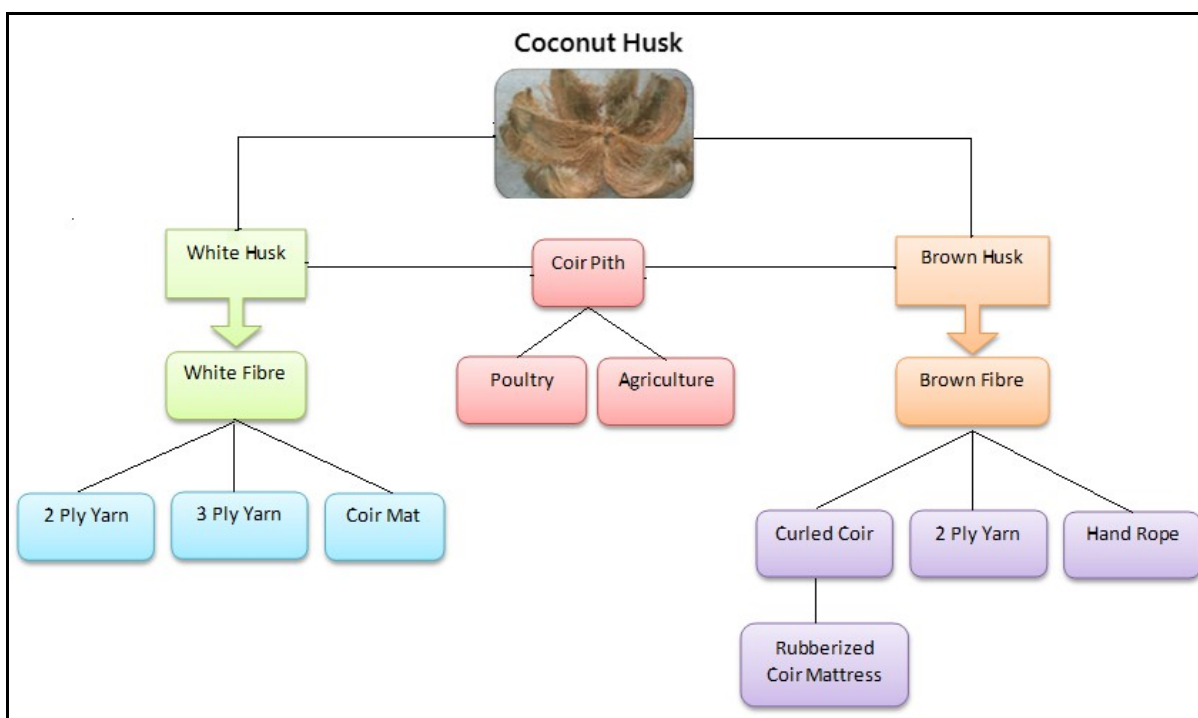 Coconut Husk
White Husk
Coir Pith
Brown Husk
White Fibre
Poultry
Agriculture
Brown Fibre
2 Ply Yarn
3 Ply Yarn
Coir Mat
Curled Coir
2 Ply Yarn
Hand Rope
Rubberized
Coir Mattress